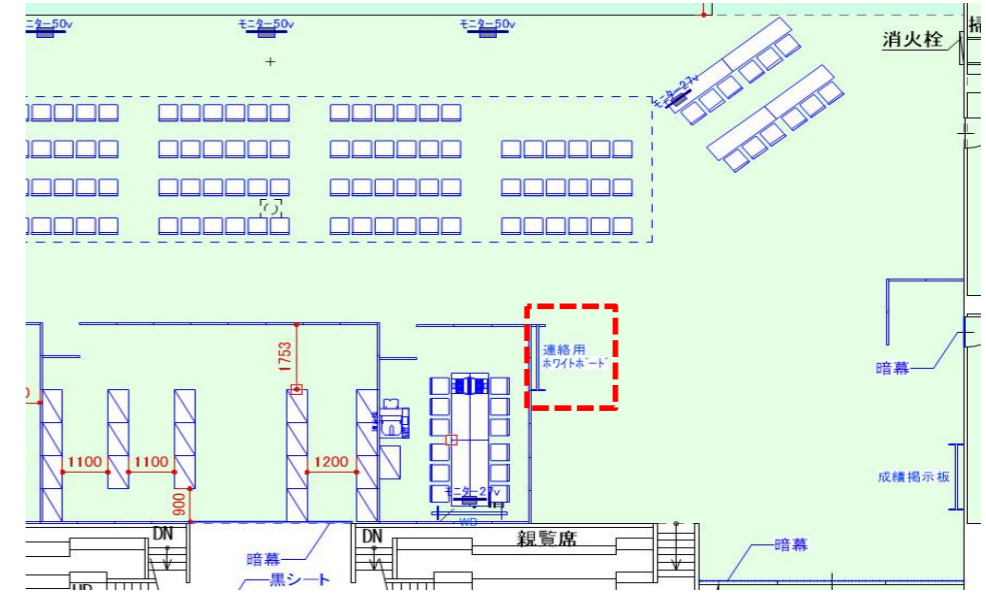 モニター50v
モニター50v
モニター50v
消火栓
掃
モニター27v
連絡用
ホワイトボード
1753
暗幕
1100
1100
1200
900
成績掲示板
モニター27v
WB
DN
DN
親覧席
暗幕
黒シート
暗幕
UP